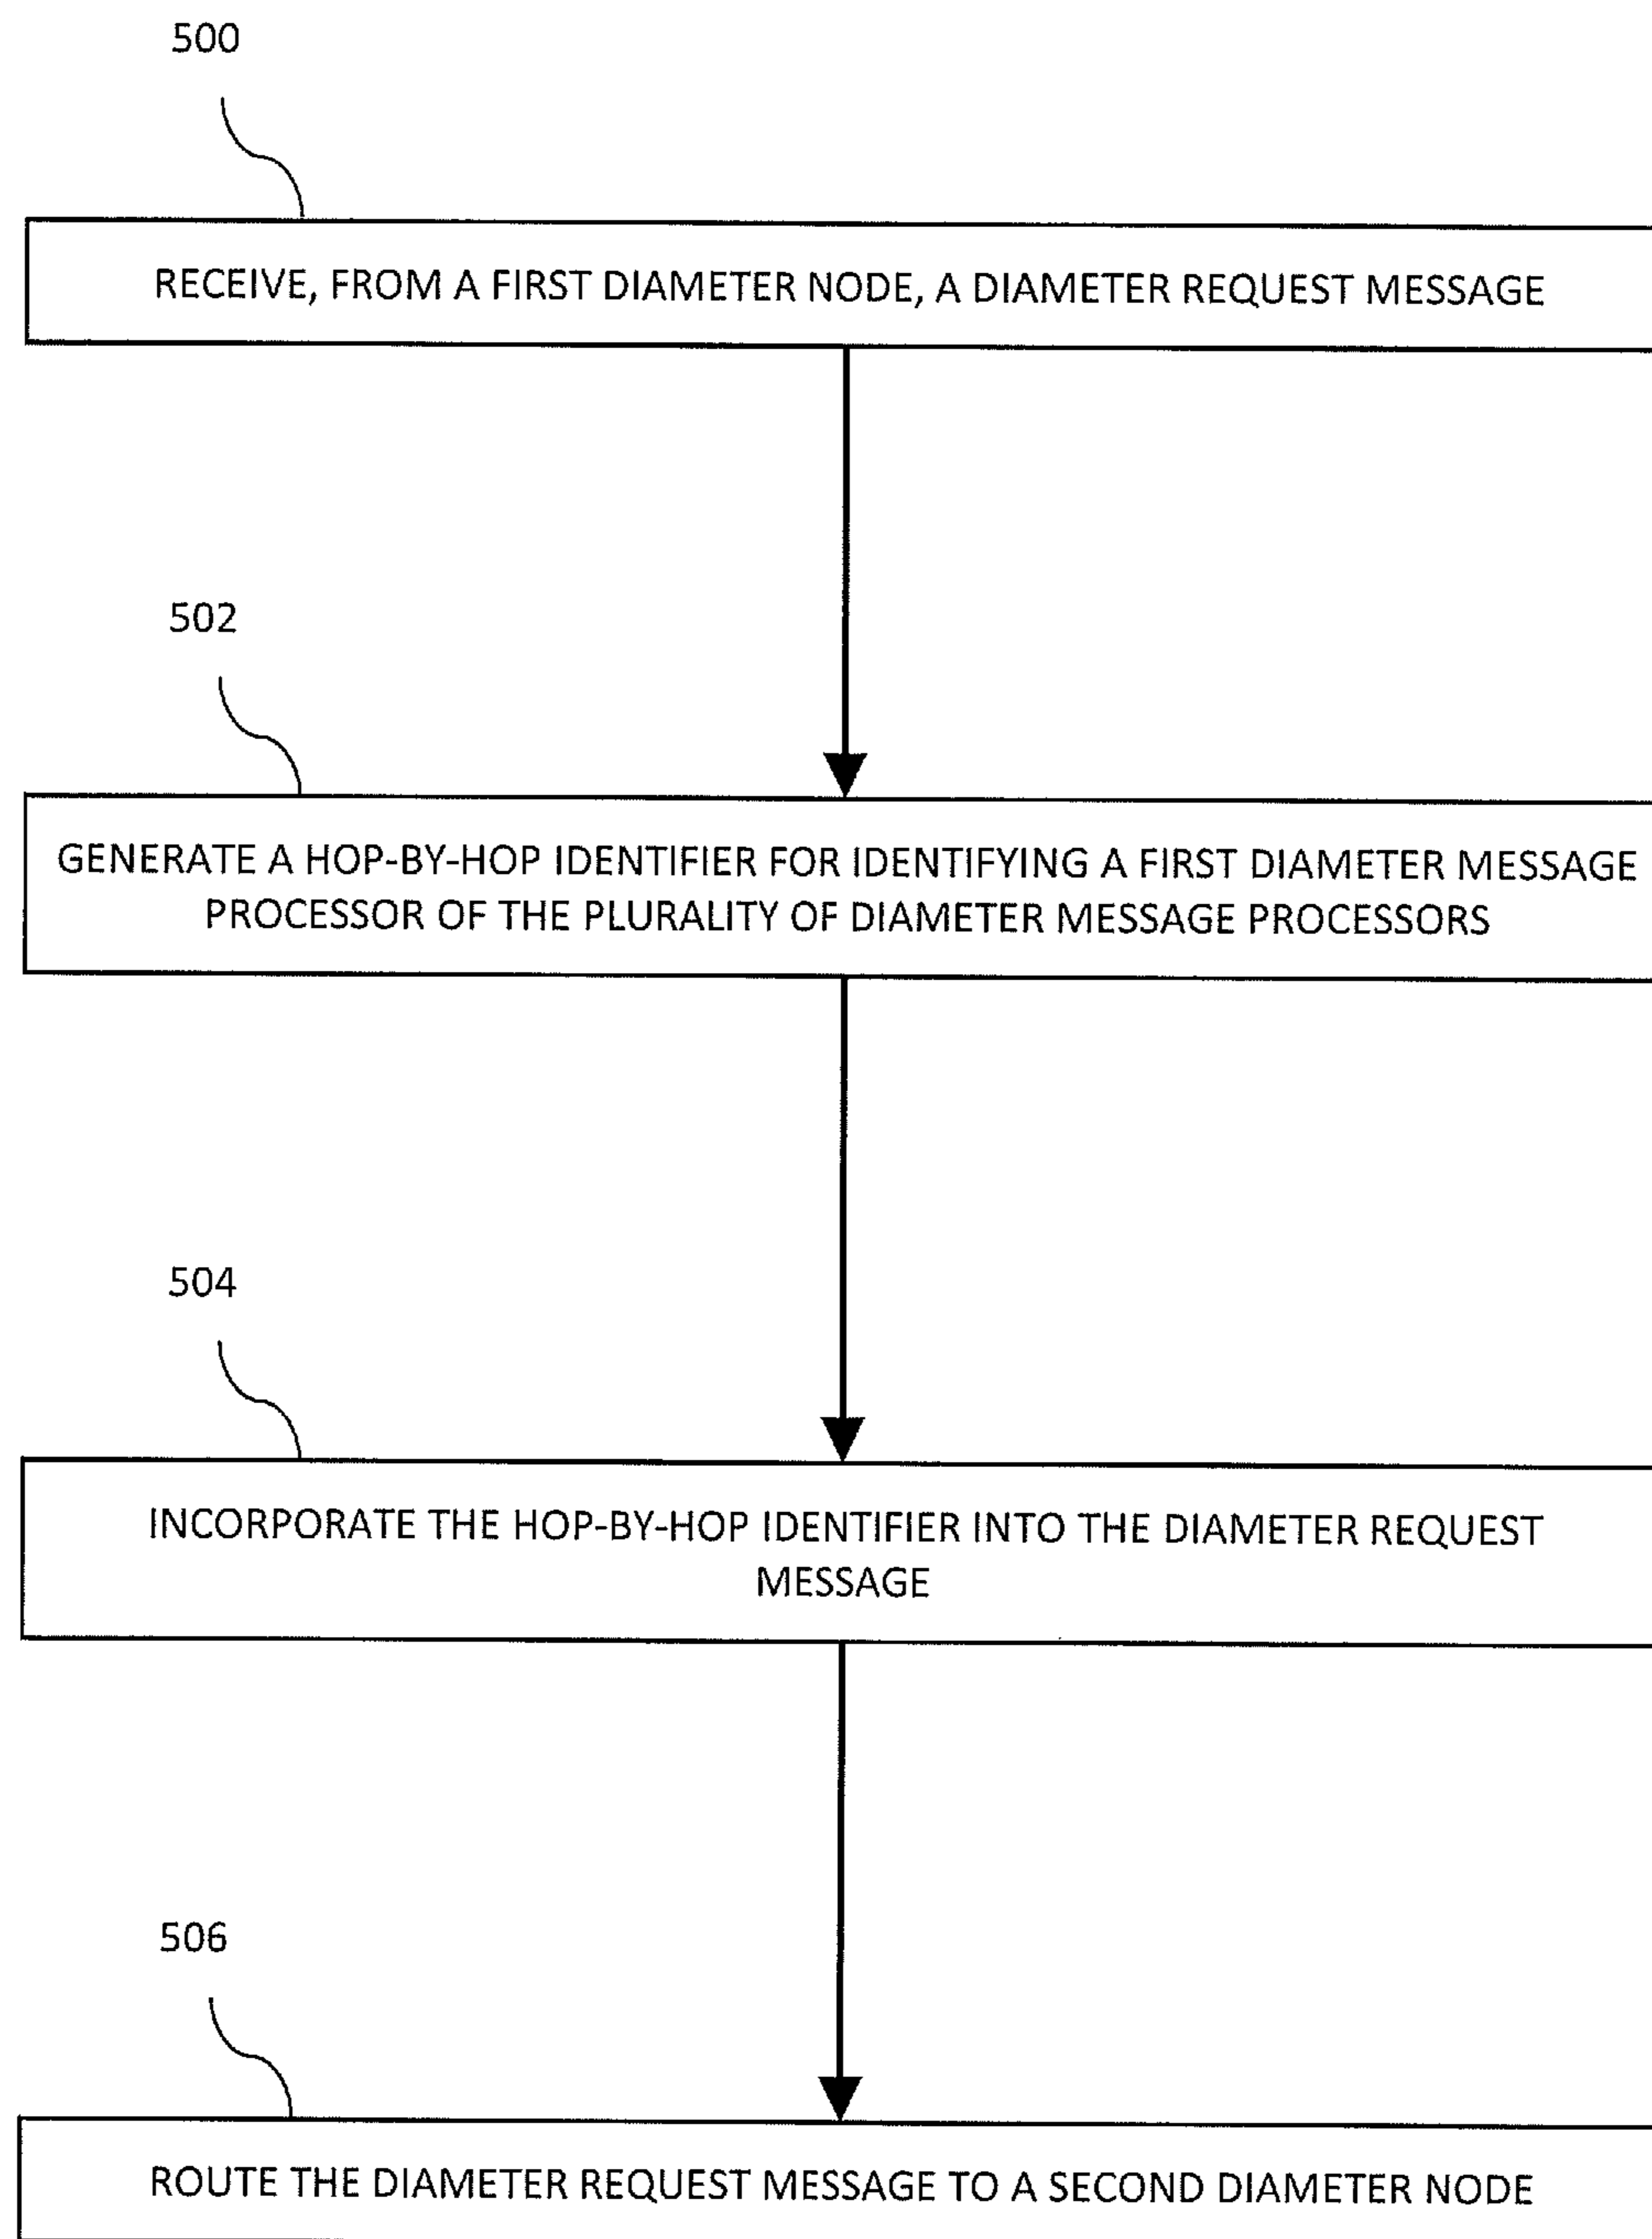 500
RECEIVE, FROM A FIRST DIAMETER NODE, A DIAMETER REQUEST MESSAGE
502
GENERATE A HOP-BY-HOP IDENTIFIER FOR IDENTIFYING A FIRST DIAMETER MESSAGE
PROCESSOR OF THE PLURALITY OF DIAMETER MESSAGE PROCESSORS
504
INCORPORATE THE HOP-BY-HOP IDENTIFIER INTO THE DIAMETER REQUEST
MESSAGE
506
ROUTE THE DIAMETER REQUEST MESSAGE TO A SECOND DIAMETER NODE